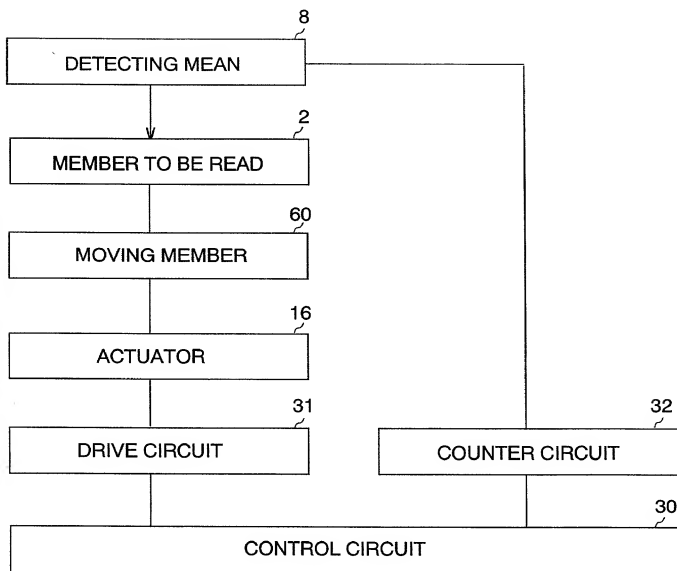 8
DETECTING MEAN
2
MEMBER TO BE READ
60
MOVING MEMBER
16
ACTUATOR
31
DRIVE CIRCUIT
32
COUNTER CIRCUIT
30
CONTROL CIRCUIT